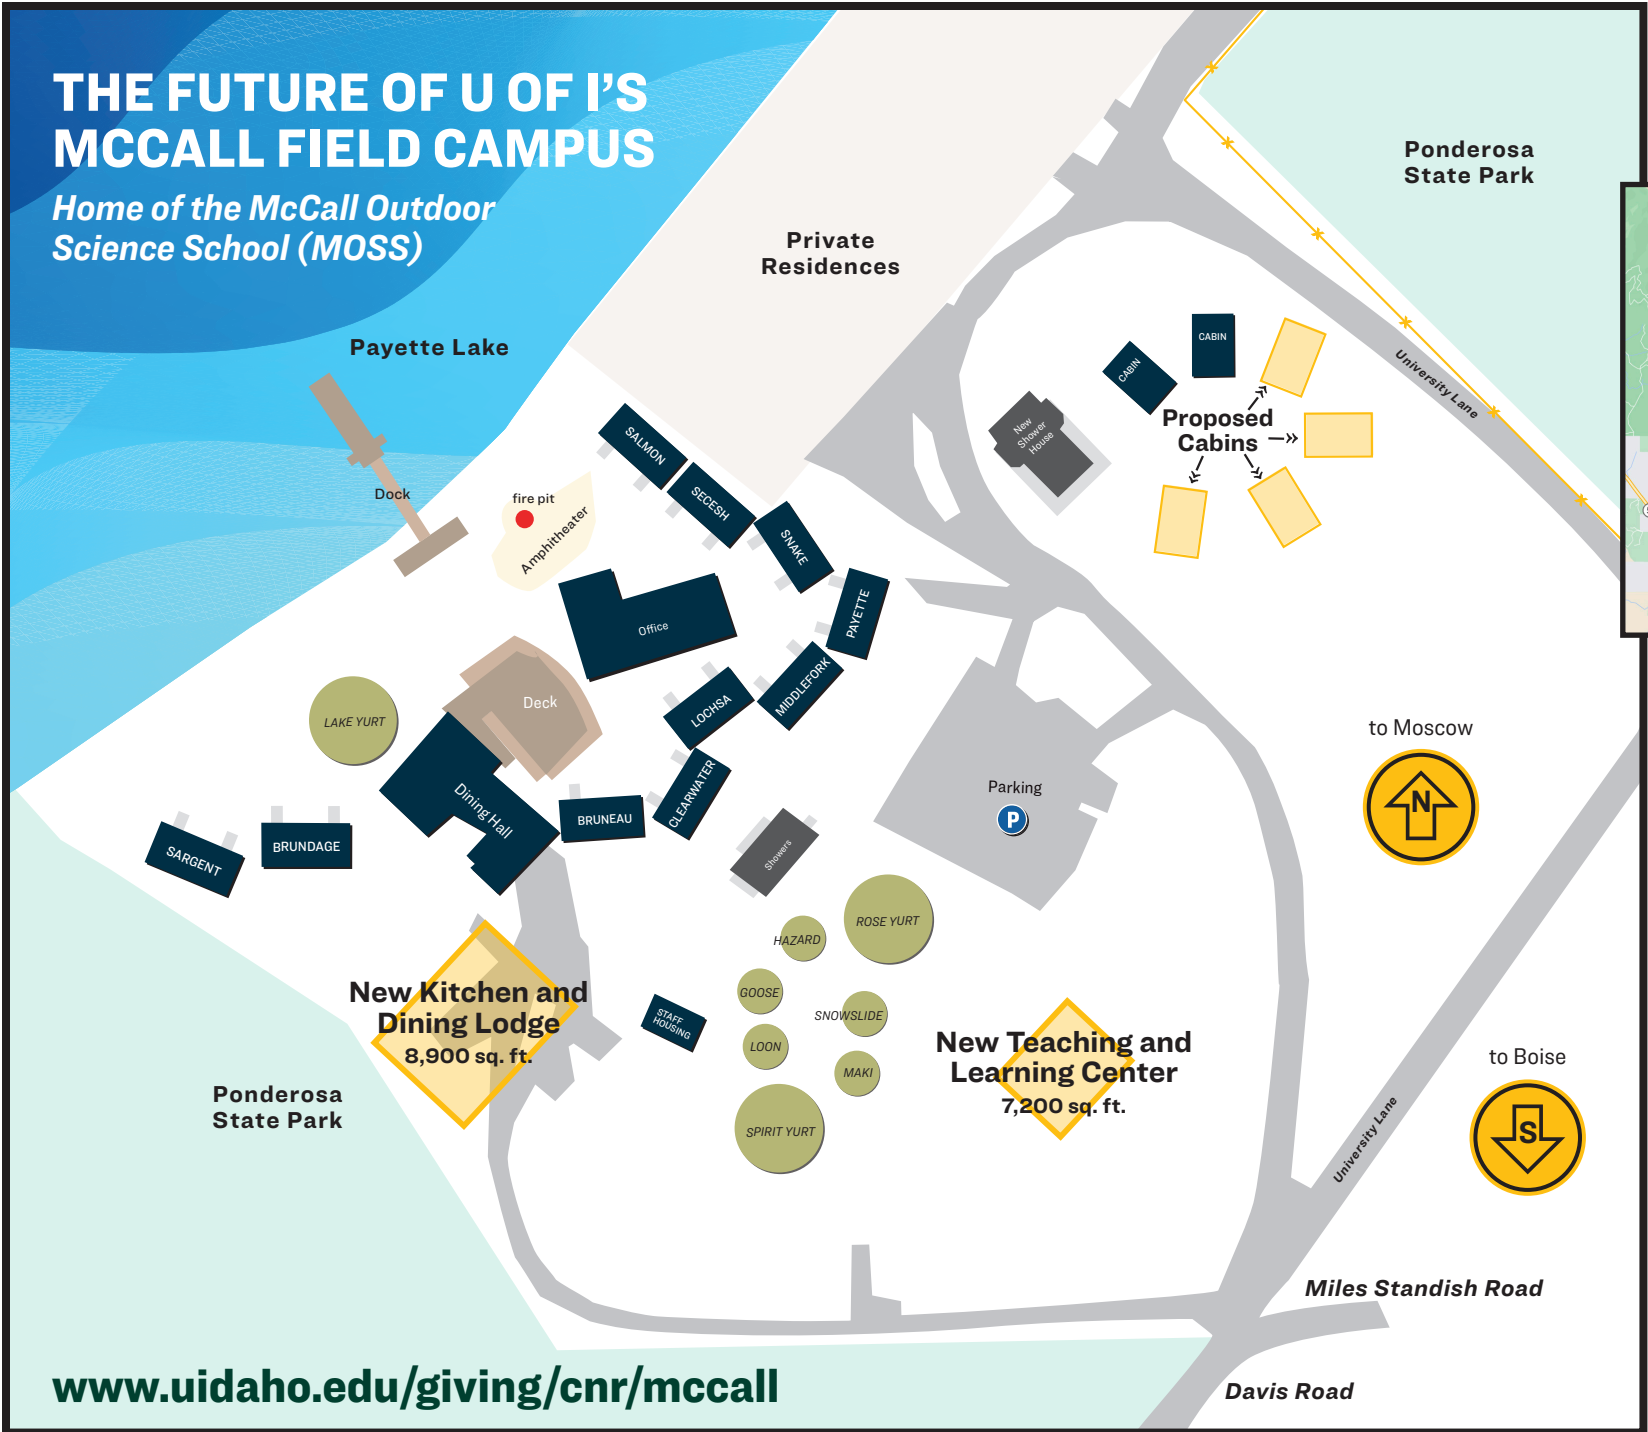 THE FUTURE OF U OF I'S
MCCALL FIELD CAMPUS
Home of the McCall Outdoor
Science School (MOSS)
Ponderosa
State Park
Private
Residences
Payette Lake
CABIN
CABIN
University Lane
Proposed
Cabins
New
Shower
House
SALMON
SECESH
SNAKE
PAYETTE
Dock
fire pit
Amphitheater
Office
MIDDLEFORK
LOCHSA
CLEARWATER
Deck
LAKE YURT
Dining Hall
BRUNEAU
BRUNDAGE
SARGENT
Showers
Parking
P
to Moscow
N
ROSE YURT
HAZARD
GOOSE
SNOWSLIDE
LOON
MAKI
SPIRIT YURT
STAFF
HOUSING
New Kitchen and
Dining Lodge
8,900 sq. ft.
New Teaching and
Learning Center
7,200 sq. ft.
Ponderosa
State Park
to Boise
S
University Lane
Miles Standish Road
Davis Road
www.uidaho.edu/giving/cnr/mccall